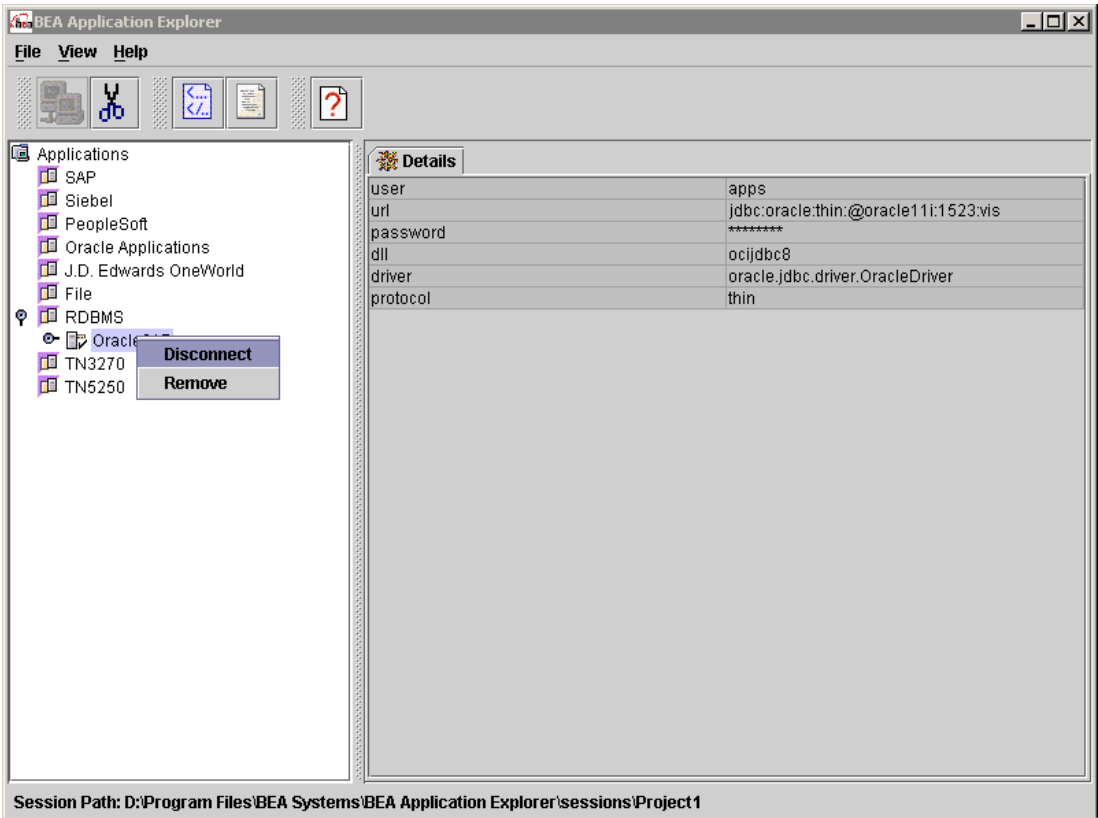 BEA Application Explorer
File View Help
Applications
SAP
Siebel
PeopleSoft
Oracle Applications
J.D. Edwards OneWorld
File
RDBMS
TN3270
TN5250
Disconnect
Remove
Details
user apps
url jdbc:oracle:thin:@oracle11i:1523:vis
password ********
dll ocijdbc8
driver oracle.jdbc.driver.OracleDriver
protocol thin
Session Path: D:\Program Files\BEA Systems\BEA Application Explorer\sessions\Project1